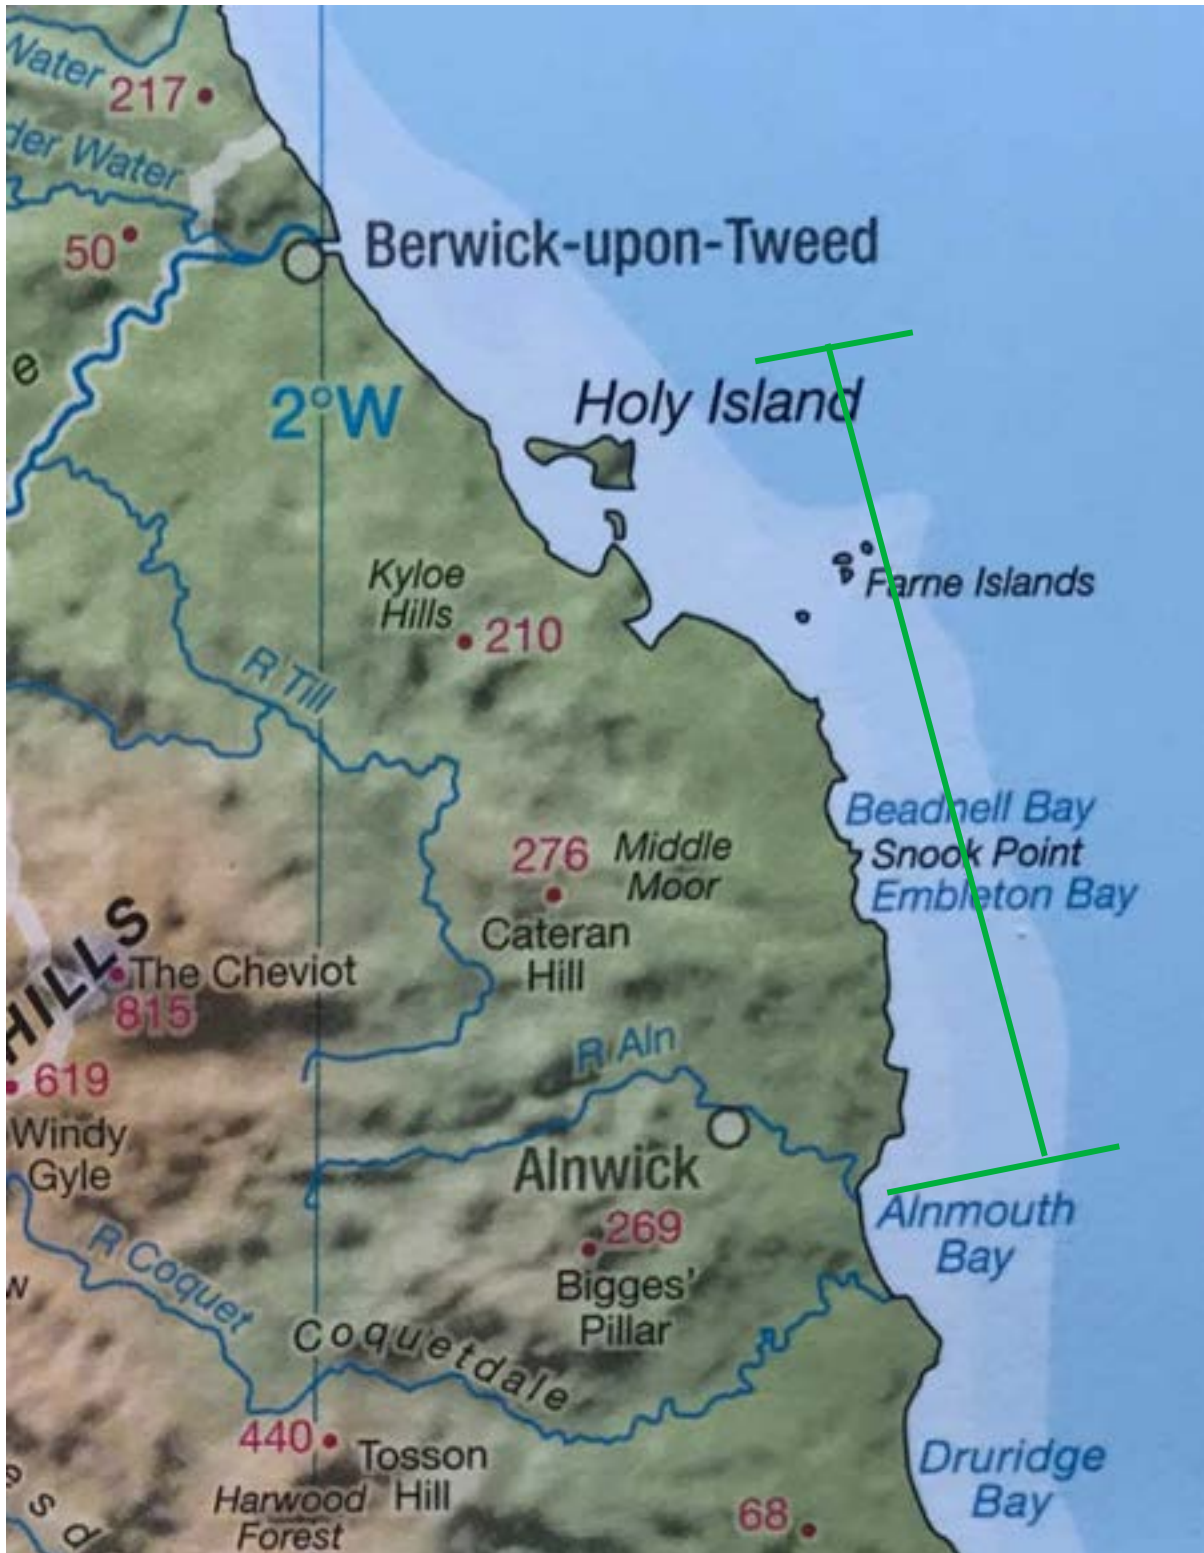 Water
217
der Water
50
Berwick-upon-Tweed
e
2°W
Holy Island
Kyloe
Hills
210
Farne Islands
R Till
Beadnell Bay
276
Middle
Moor
Snook Point
Embleton Bay
Cateran
Hill
HILLS
The Cheviot
815
R Aln
619
Windy
Gyle
Alnwick
Alnmouth
Bay
269
R Coquet
w
Bigges'
Pillar
Coquetdale
440
Tosson
Hill
Harwood
Forest
Druridge
Bay
68
e s d